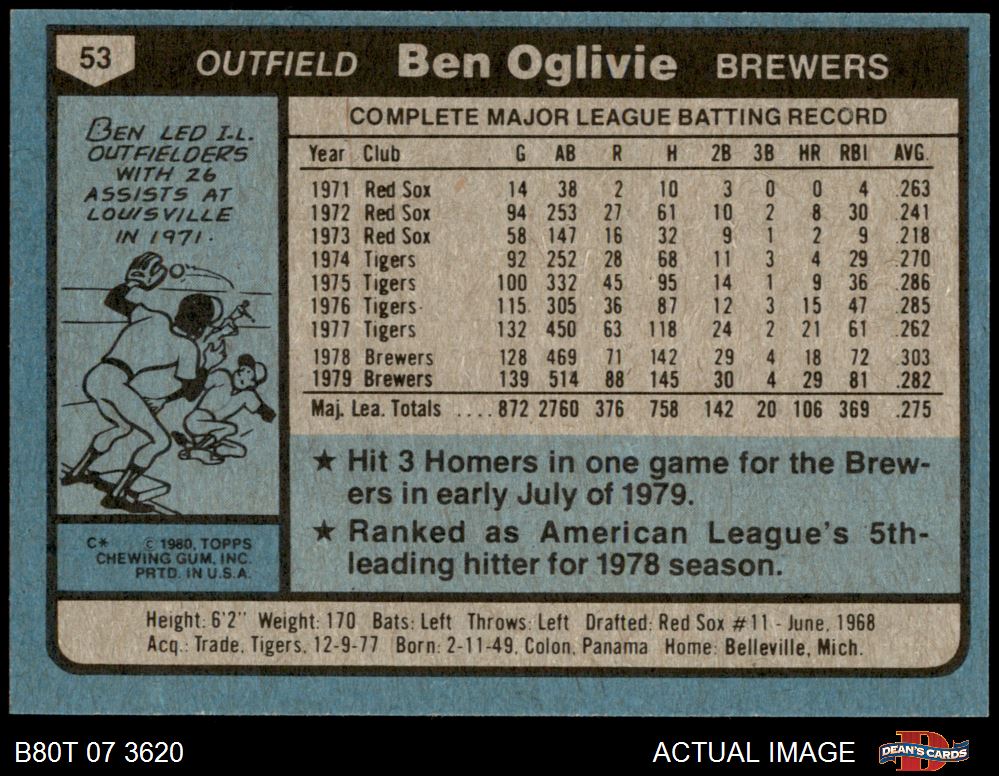 53
OUTFIELD Ben Oglivie BREWERS
BEN LED I.L.
OUTFIELDERS
WITH 26
ASSISTS AT
LOUISVILLE
IN 1971.
COMPLETE MAJOR LEAGUE BATTING RECORD
Year Club G AB R H 2B 3B HR RBI AVG.
1971 Red Sox 14 38 2 10 3 0 0 4 .263
1972 Red Sox 94 253 27 61 10 2 8 30 .241
1973 Red Sox 58 147 16 32 9 1 2 9 .218
1974 Tigers 92 252 28 68 11 3 4 29 .270
1975 Tigers 100 332 45 95 14 1 9 36 .286
1976 Tigers 115 305 36 87 12 3 15 47 .285
1977 Tigers 132 450 63 118 24 2 21 61 .262
1978 Brewers 128 469 71 142 29 4 18 72 .303
1979 Brewers 139 514 88 145 30 4 29 81 .282
Maj. Lea. Totals .... 872 2760 376 758 142 20 106 369 .275
★ Hit 3 Homers in one game for the Brew-
ers in early July of 1979.
★ Ranked as American League's 5th-
leading hitter for 1978 season.
C* © 1980, TOPPS
CHEWING GUM, INC.
PRTD. IN U.S.A.
Height: 6'2" Weight: 170 Bats: Left Throws: Left Drafted: Red Sox #11 - June, 1968
Acq.: Trade, Tigers, 12-9-77 Born: 2-11-49, Colon, Panama Home: Belleville, Mich.
B80T 07 3620
ACTUAL IMAGE
D
DEAN'S CARDS